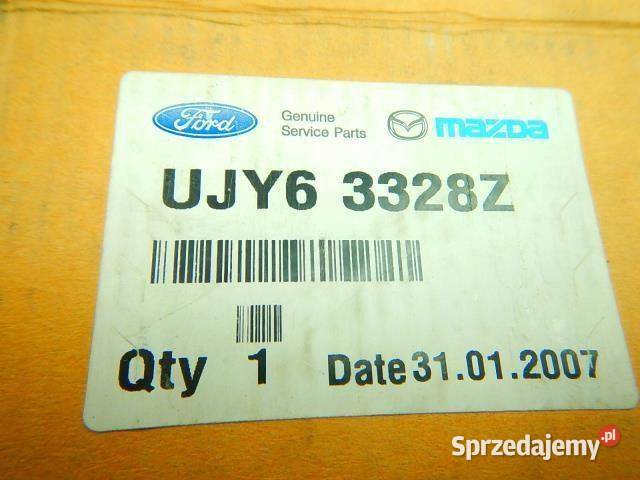 Ford Genuine Service Parts mazda
UJY6 3328Z
Qty 1 Date 31.01.2007
Sprzedajemy.pl